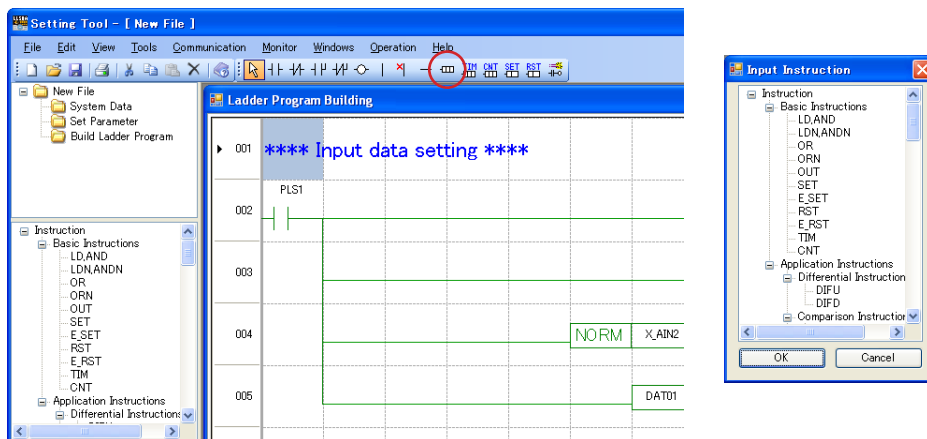 Setting Tool - [ New File ]
File Edit View Tools Communication Monitor Windows Operation Help
TIM CNT SET RST
New File
System Data
Set Parameter
Build Ladder Program
Instruction
Basic Instructions
LD,AND
LDN,ANDN
OR
ORN
OUT
SET
E_SET
RST
E_RST
TIM
CNT
Application Instructions
Differential Instructions
Ladder Program Building
001 **** Input data setting ****
PLS1
002
003
004 NORM X_AIN2
005 DAT01
Input Instruction
Instruction
Basic Instructions
LD,AND
LDN,ANDN
OR
ORN
OUT
SET
E_SET
RST
E_RST
TIM
CNT
Application Instructions
Differential Instruction
DIFU
DIFD
Comparison Instruction
OK Cancel